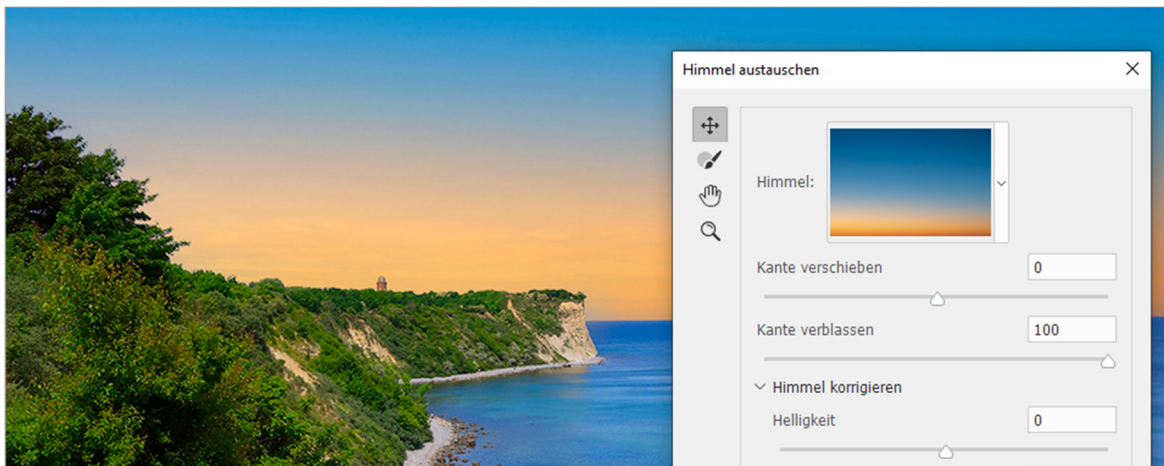 Himmel austauschen
Himmel:
Kante verschieben 0
Kante verblassen 100
Himmel korrigieren
Helligkeit 0